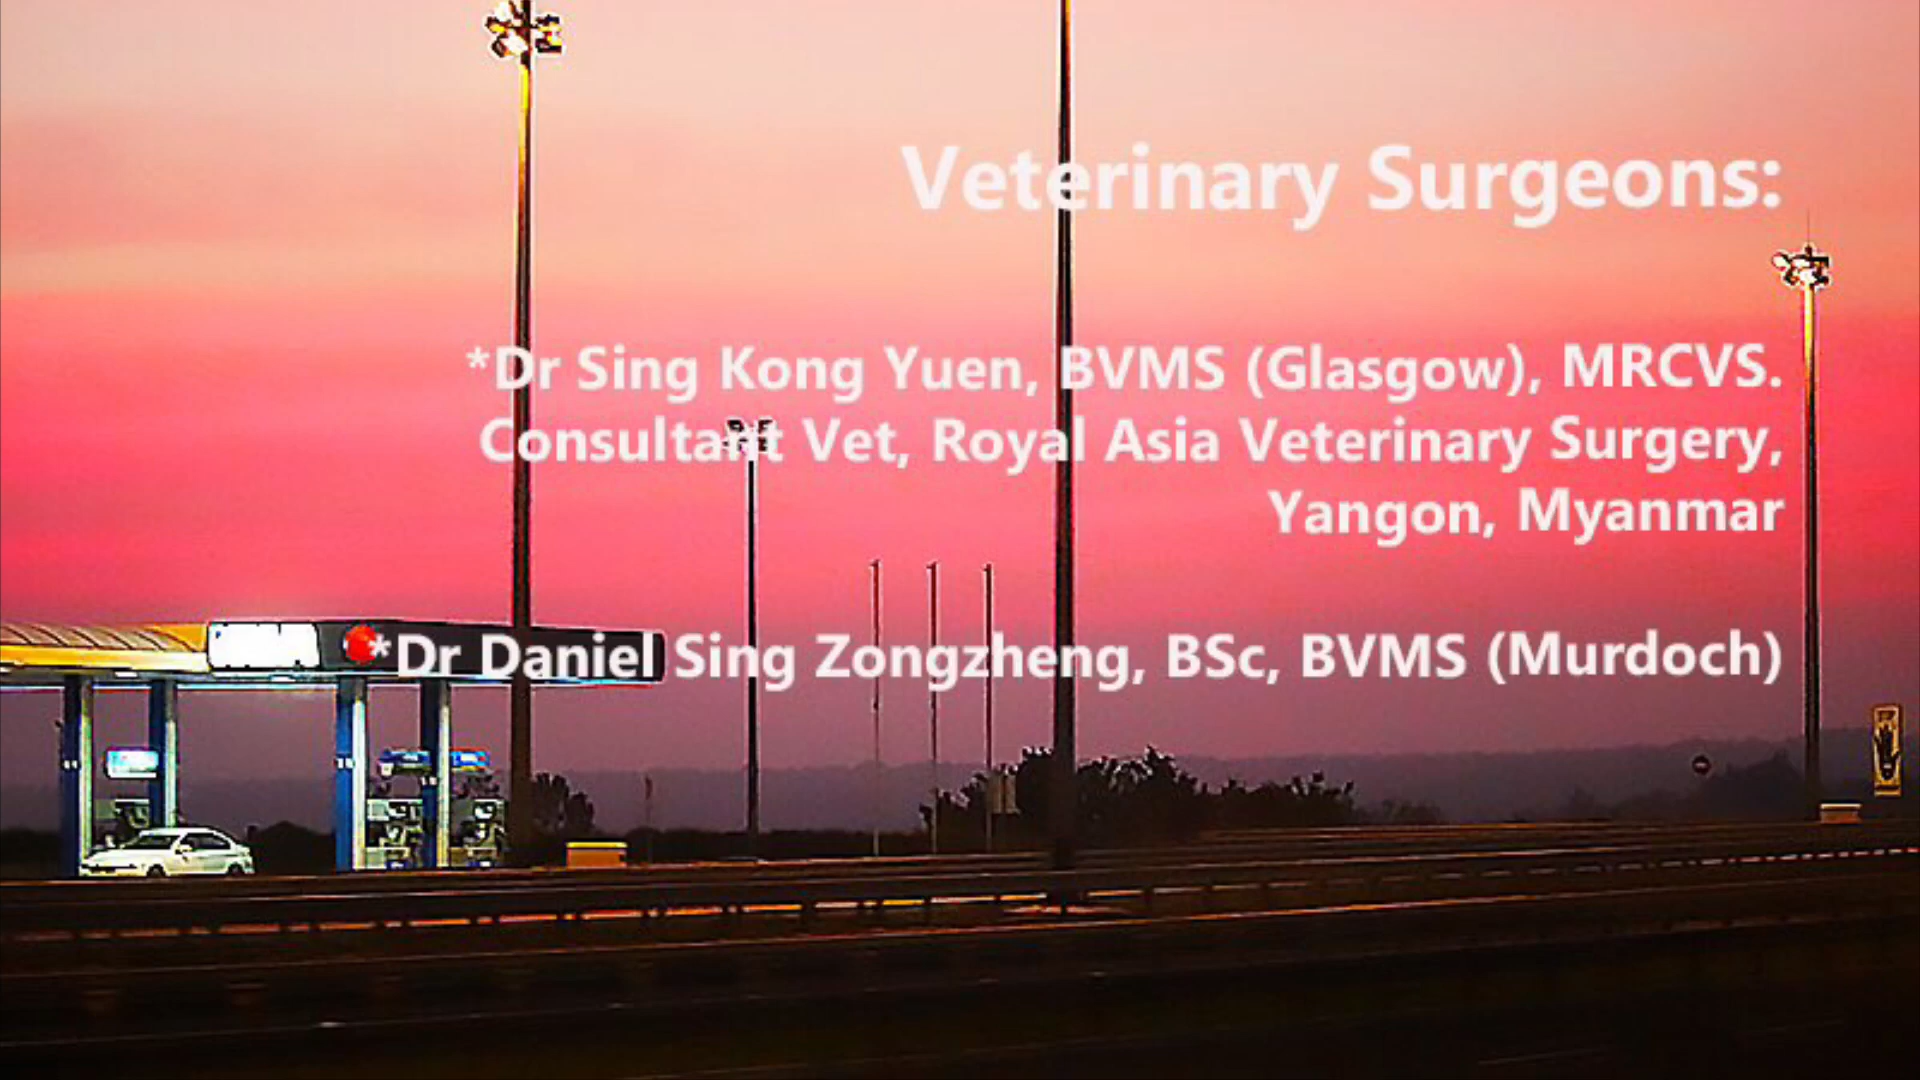 Veterinary Surgeons:
*Dr Sing Kong Yuen, BVMS (Glasgow), MRCVS.
Consultant Vet, Royal Asia Veterinary Surgery,
Yangon, Myanmar
*Dr Daniel Sing Zongzheng, BSc, BVMS (Murdoch)